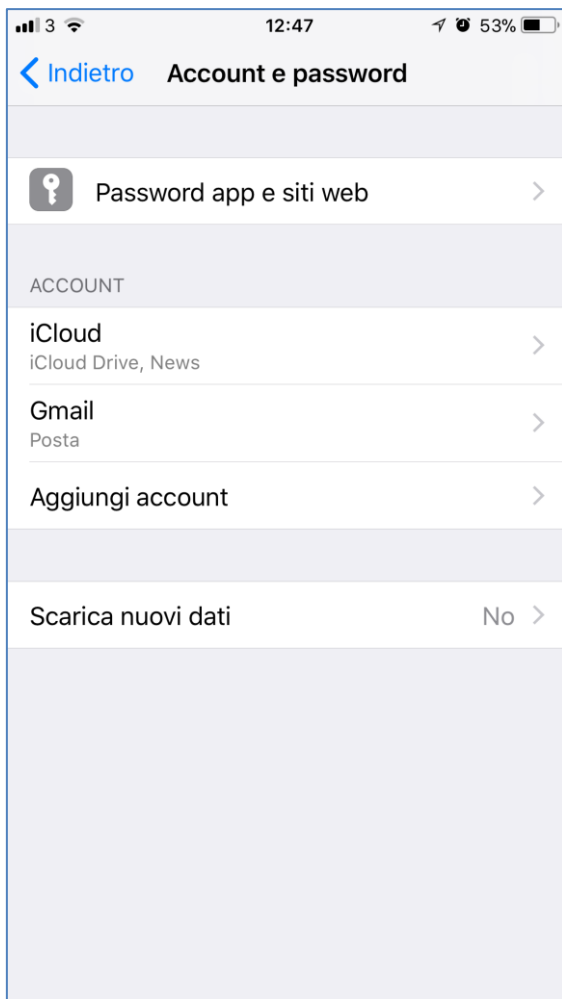 3 12:47 53%
Indietro Account e password
Password app e siti web
ACCOUNT
iCloud
iCloud Drive, News
Gmail
Posta
Aggiungi account
Scarica nuovi dati No